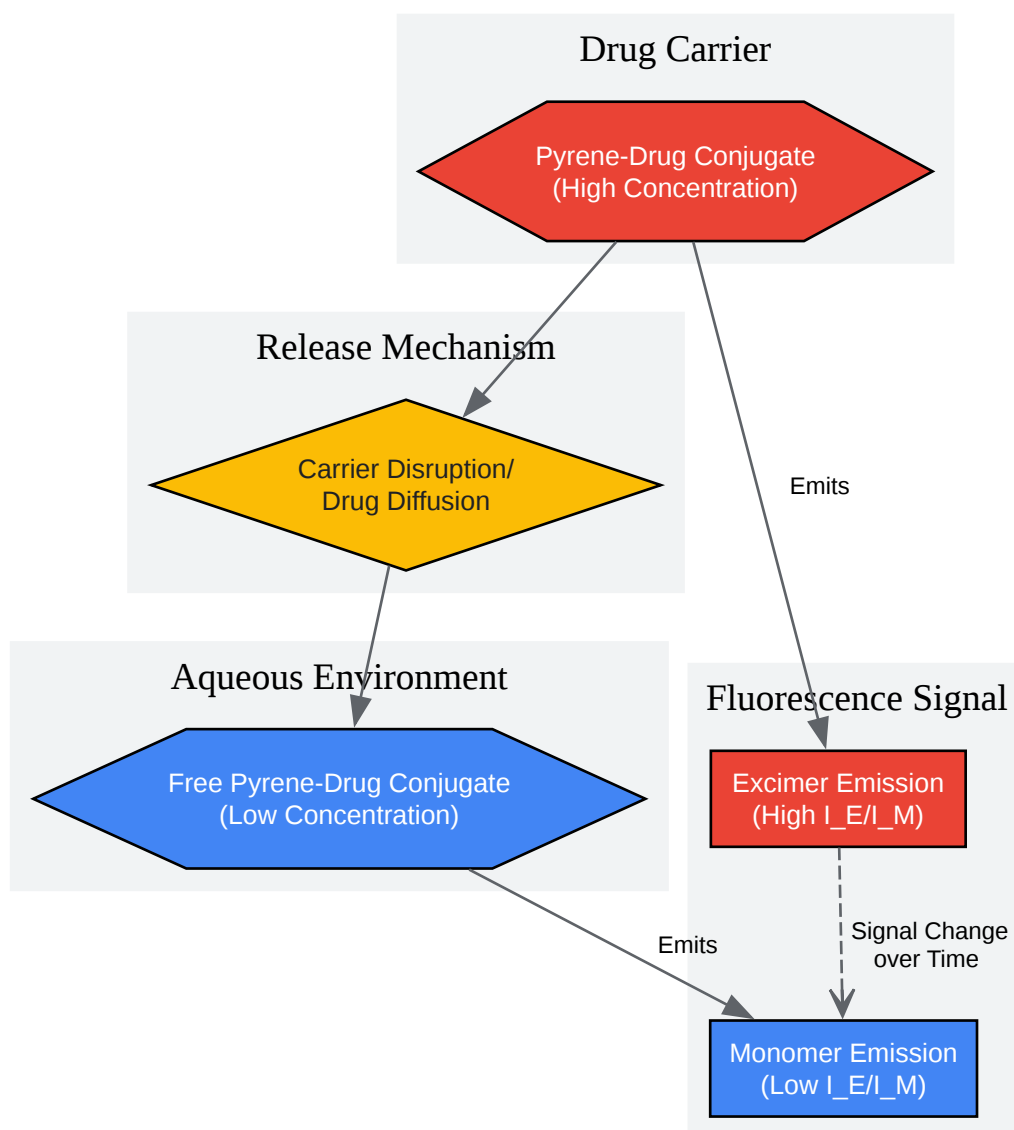 Drug Carrier
Pyrene-Drug Conjugate
(High Concentration)
Release Mechanism
Carrier Disruption/
Drug Diffusion
Emits
Aqueous Environment
Free Pyrene-Drug Conjugate
(Low Concentration)
Fluorescence Signal
Excimer Emission
(High I_E/I_M)
Emits
Signal Change
over Time
Monomer Emission
(Low I_E/I_M)